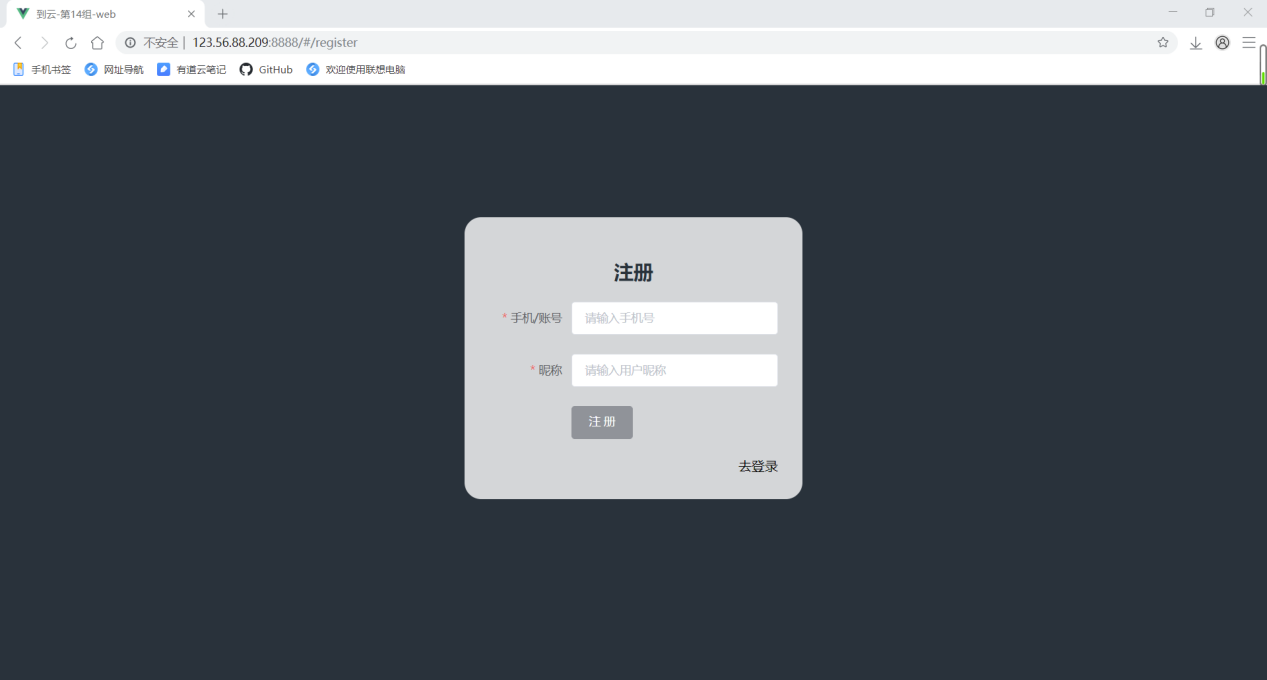 到云-第14组-web
不安全 | 123.56.88.209:8888/#/register
手机书签 网址导航 有道云笔记 GitHub 欢迎使用联想电脑
注册
* 手机/账号 请输入手机号
* 昵称 请输入用户昵称
注 册
去登录